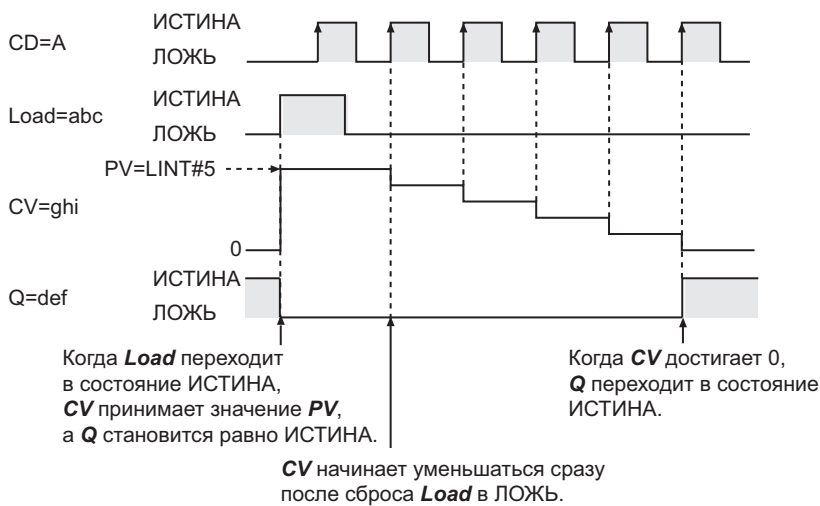 ИСТИНА
CD=A
ЛОЖЬ
ИСТИНА
Load=abc
ЛОЖЬ
PV=LINT#5
CV=ghi
0
ИСТИНА
Q=def
ЛОЖЬ
Когда Load переходит
в состояние ИСТИНА,
CV принимает значение PV,
а Q становится равно ИСТИНА.
Когда CV достигает 0,
Q переходит в состояние
ИСТИНА.
CV начинает уменьшаться сразу
после сброса Load в ЛОЖЬ.